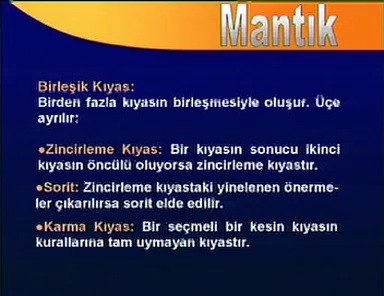 Mantık
Birleşik Kıyas:
Birden fazla kıyasın birleşmesiyle oluşur. Üçe
ayrılır:
●Zincirleme Kıyas: Bir kıyasın sonucu ikinci
kıyasın öncülü oluyorsa zincirleme kıyastır.
●Sorit: Zincirleme kıyastaki yinelenen önerme-
ler çıkarılırsa sorit elde edilir.
●Karma Kıyas: Bir seçmeli bir kesin kıyasın
kurallarına tam uymayan kıyastır.